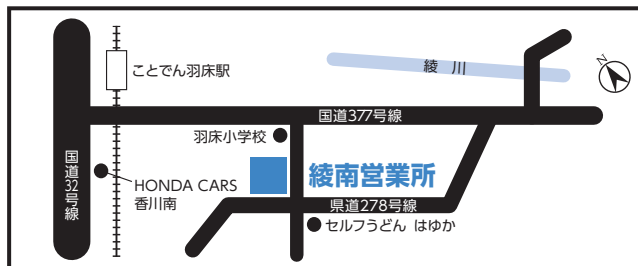 ことでん羽床駅
綾 川
N
国道377号線
羽床小学校
国道32号線
HONDA CARS
香川南
綾南営業所
県道278号線
セルフうどん はゆか